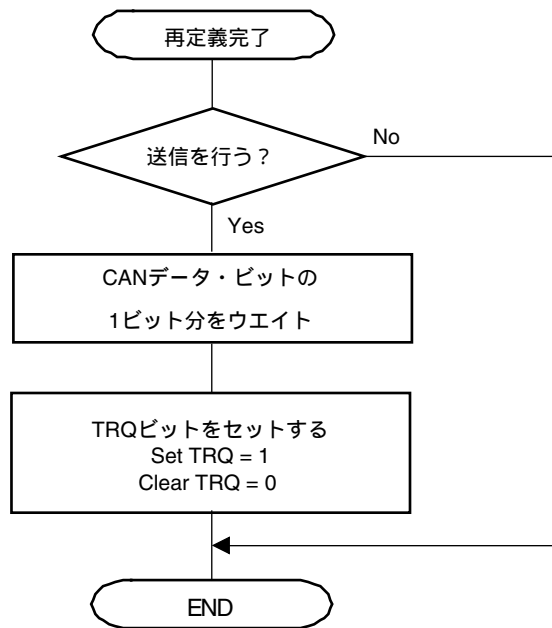 再定義完了
送信を行う？
No
Yes
CANデータ・ビットの
1ビット分をウエイト
TRQビットをセットする
Set TRQ = 1
Clear TRQ = 0
END